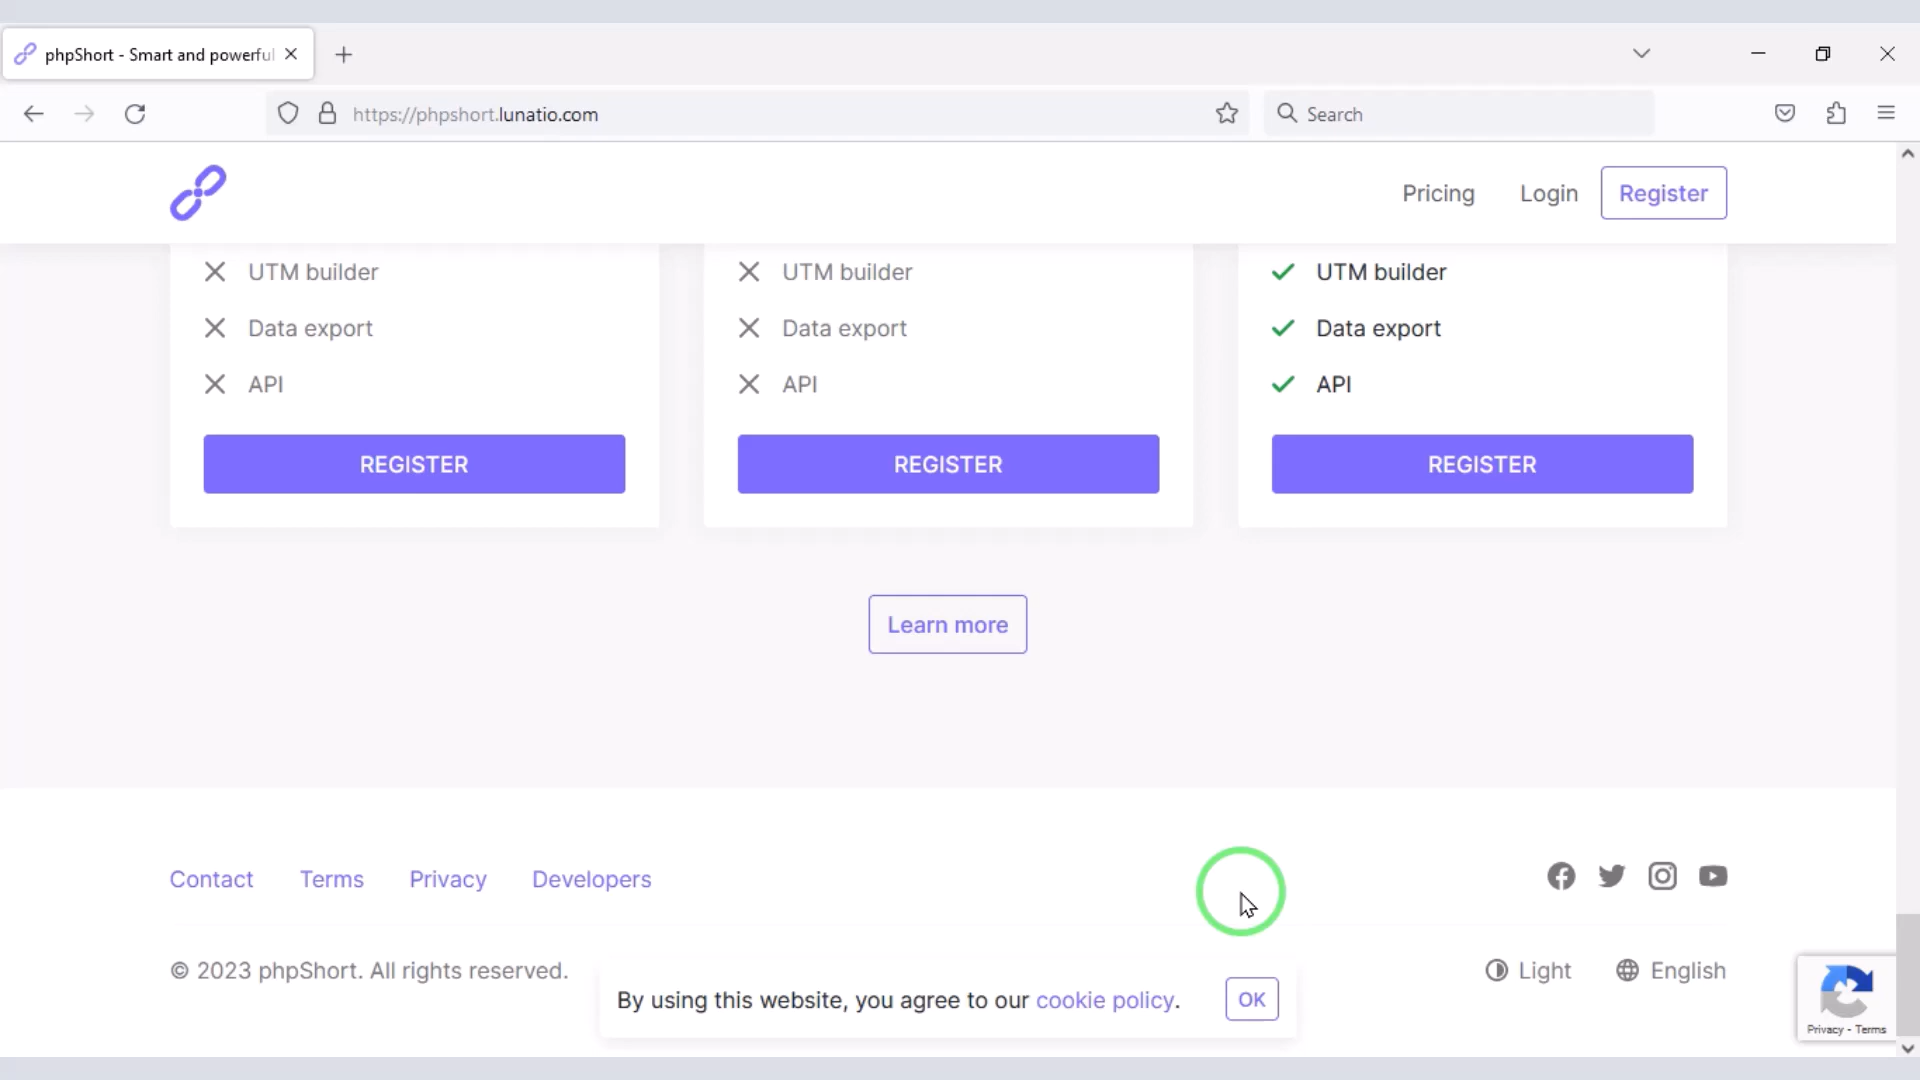 phpShort - Smart and powerful
https://phpshort.lunatio.com
Search
Pricing Login Register
UTM builder UTM builder UTM builder
Data export Data export Data export
API API API
REGISTER REGISTER REGISTER
Learn more
Contact Terms Privacy Developers
© 2023 phpShort. All rights reserved.
Light English
By using this website, you agree to our cookie policy. OK
Privacy - Terms